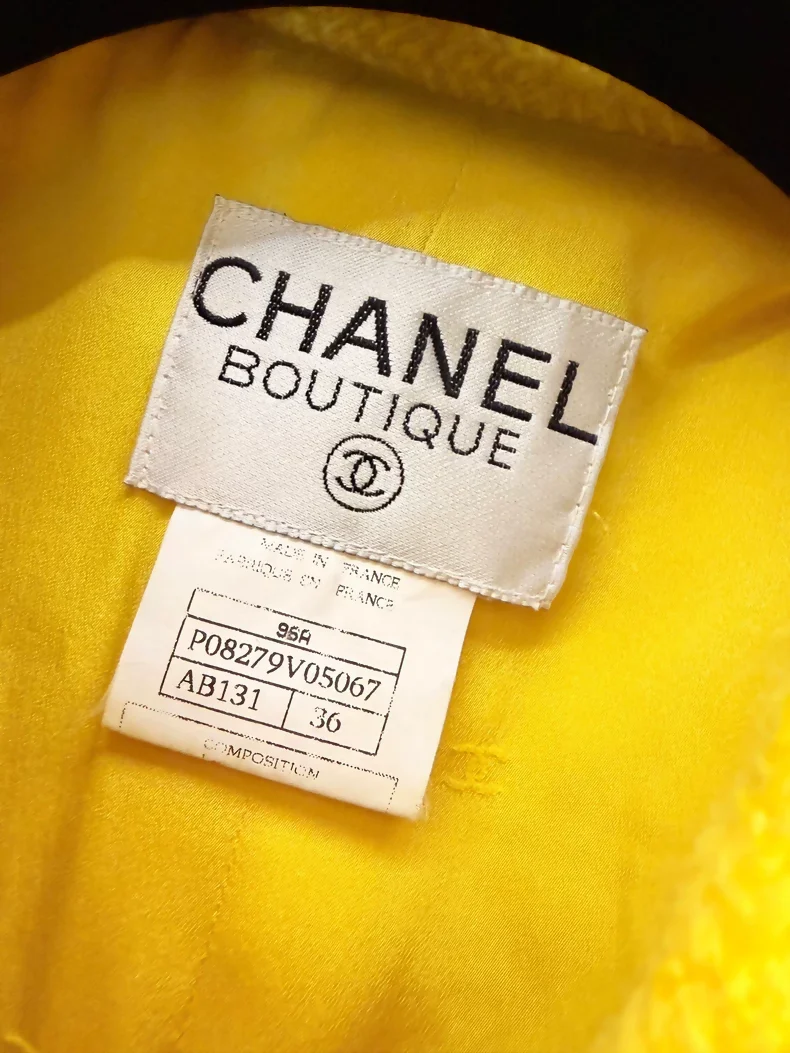 CHANEL
BOUTIQUE
MADE IN FRANCE
FABRIQUE EN FRANCE
96A
P08279V05067
AB131 36
COMPOSITION